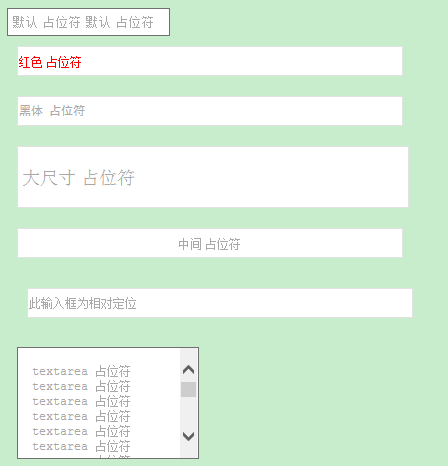 默认 占位符 默认 占位符
红色 占位符
黑体 占位符
大尺寸 占位符
中间 占位符
此输入框为相对定位
textarea 占位符
textarea 占位符
textarea 占位符
textarea 占位符
textarea 占位符
textarea 占位符